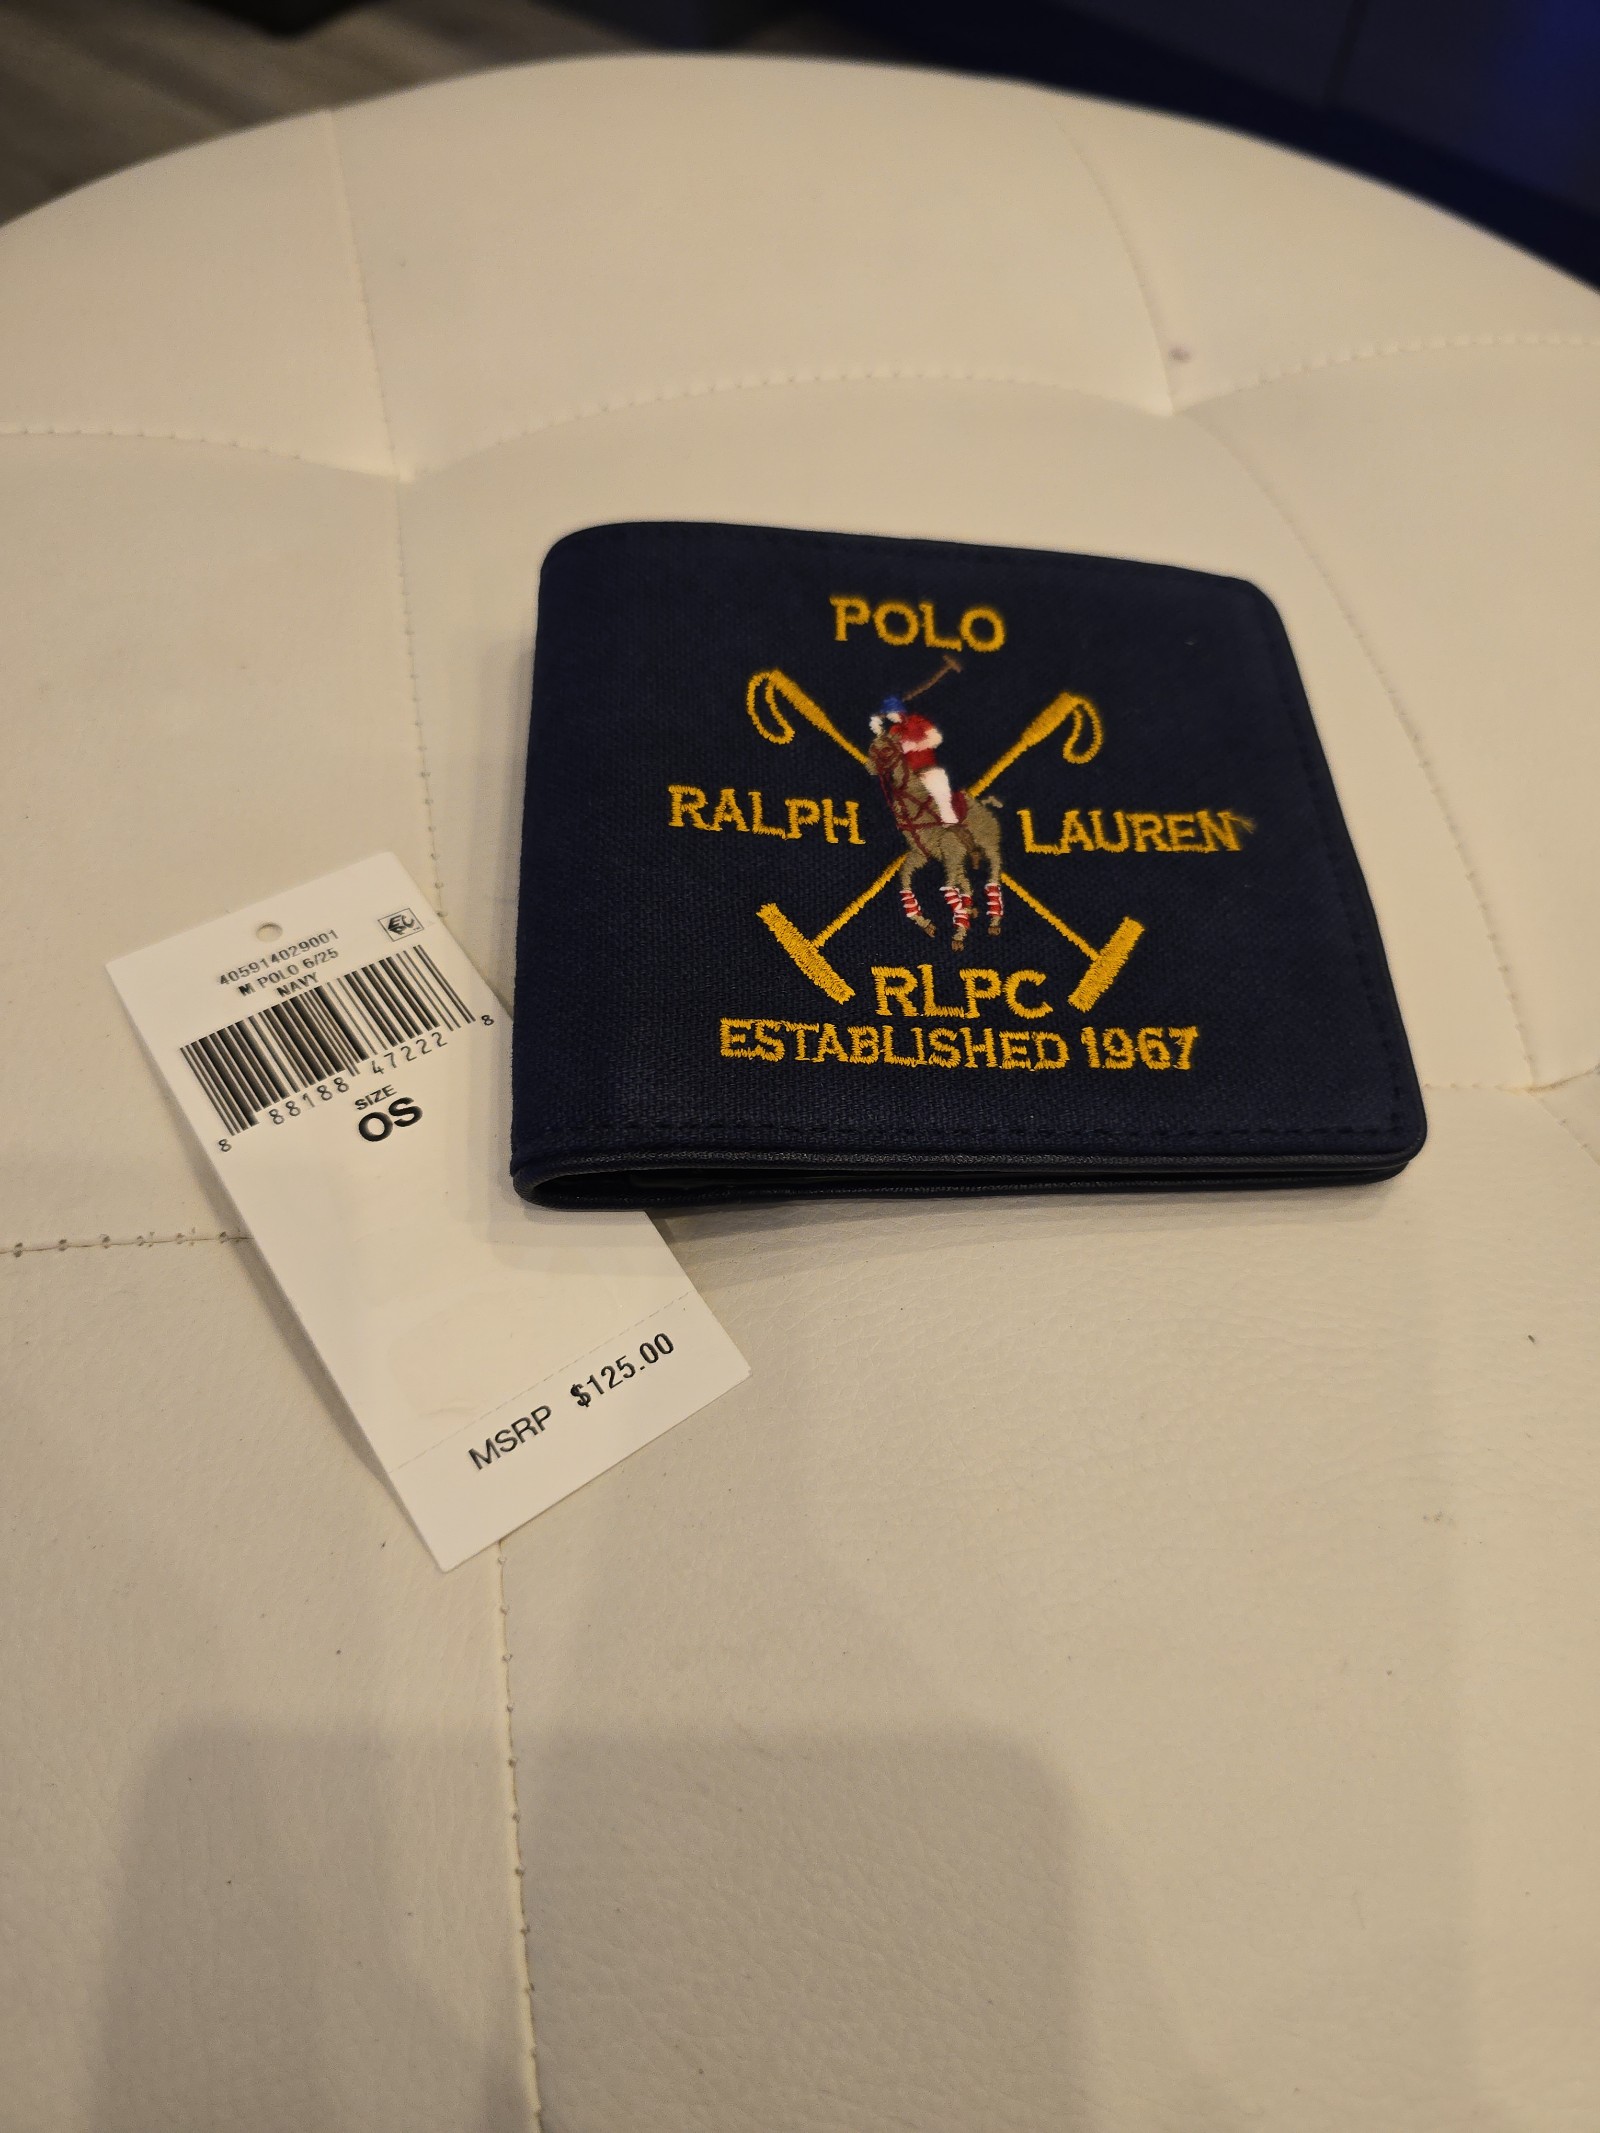 POLO
RALPH LAUREN
RLPC
ESTABLISHED 1967
405914029001
M POLO 6/25
NAVY
8 88188 47222 8
SIZE
OS
MSRP $125.00